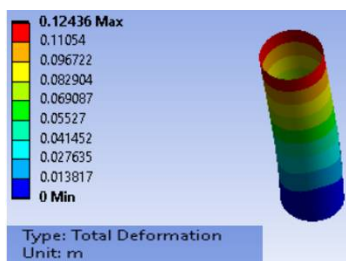 0.12436 Max
0.11054
0.096722
0.082904
0.069087
0.05527
0.041452
0.027635
0.013817
0 Min
Type: Total Deformation
Unit: m